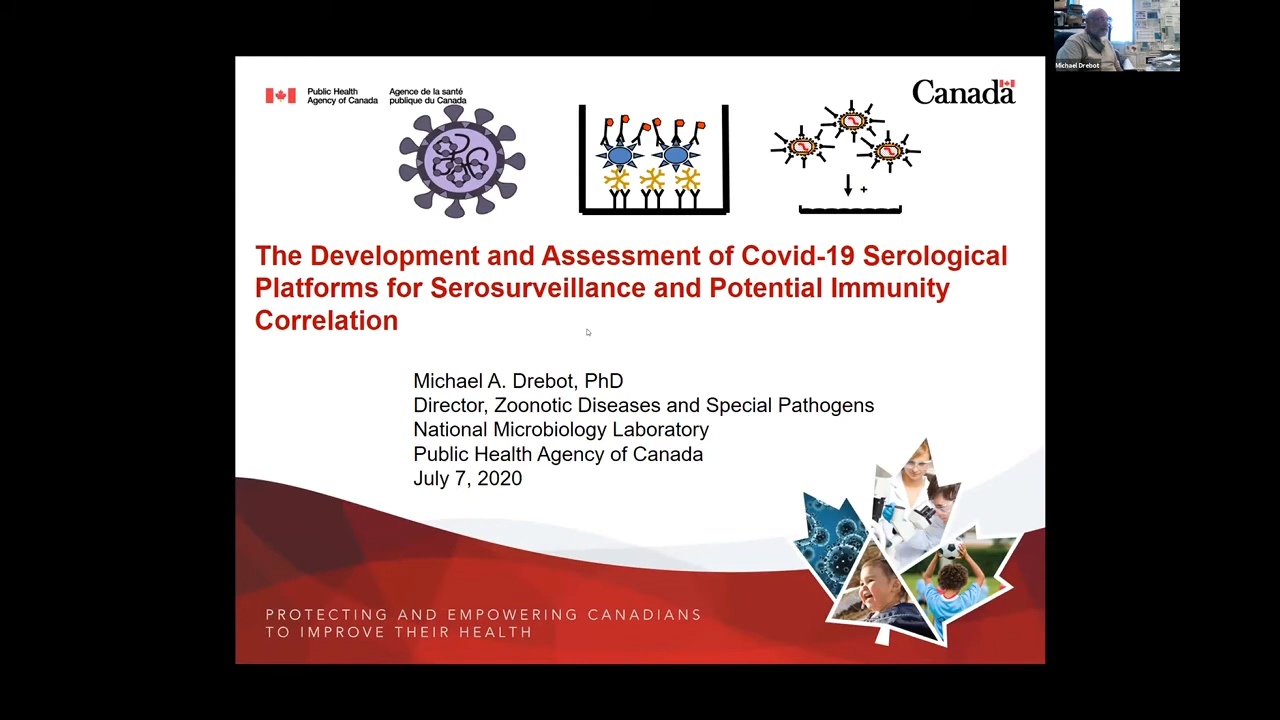 Michael Drebot
Public Health
Agency of Canada
Agence de la santé
publique du Canada
Canada
+
The Development and Assessment of Covid-19 Serological
Platforms for Serosurveillance and Potential Immunity
Correlation
Michael A. Drebot, PhD
Director, Zoonotic Diseases and Special Pathogens
National Microbiology Laboratory
Public Health Agency of Canada
July 7, 2020
PROTECTING AND EMPOWERING CANADIANS
TO IMPROVE THEIR HEALTH